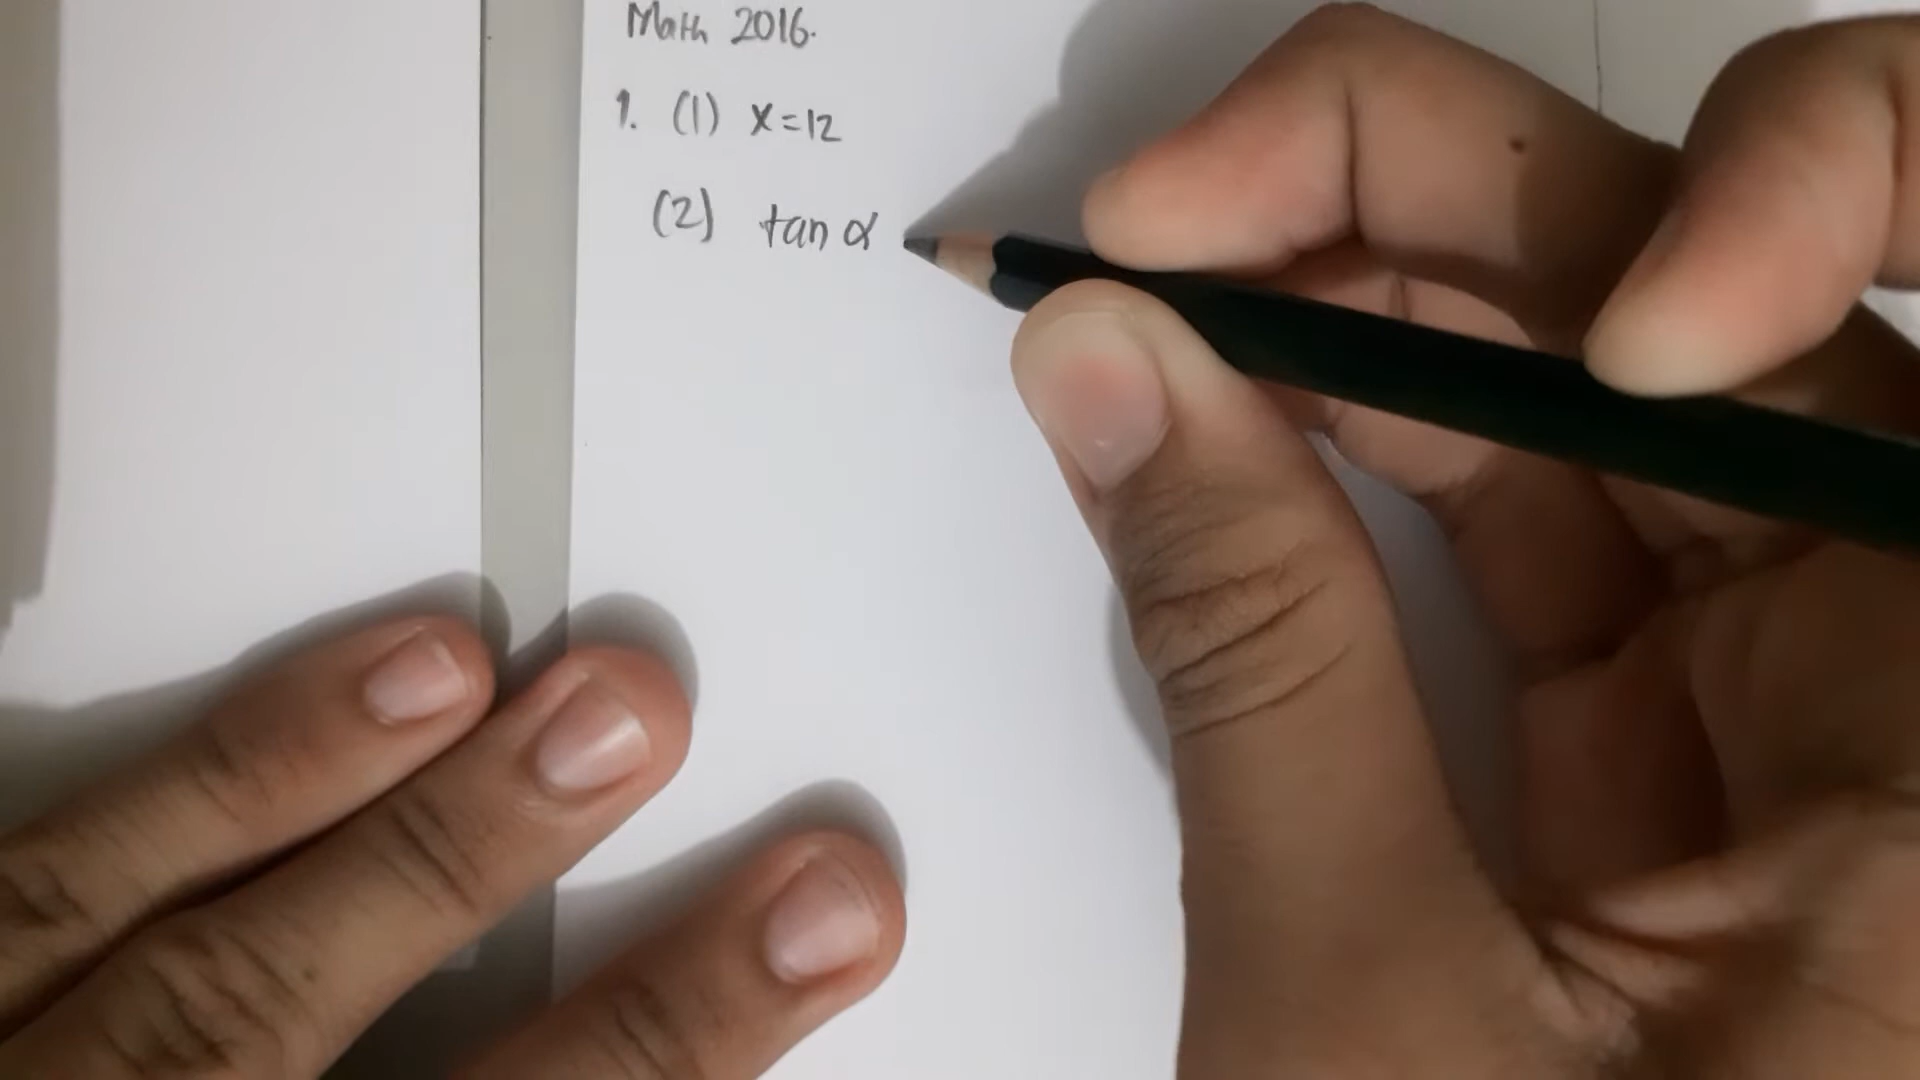 Math 2016.
1. (1) x=12
(2) tan α